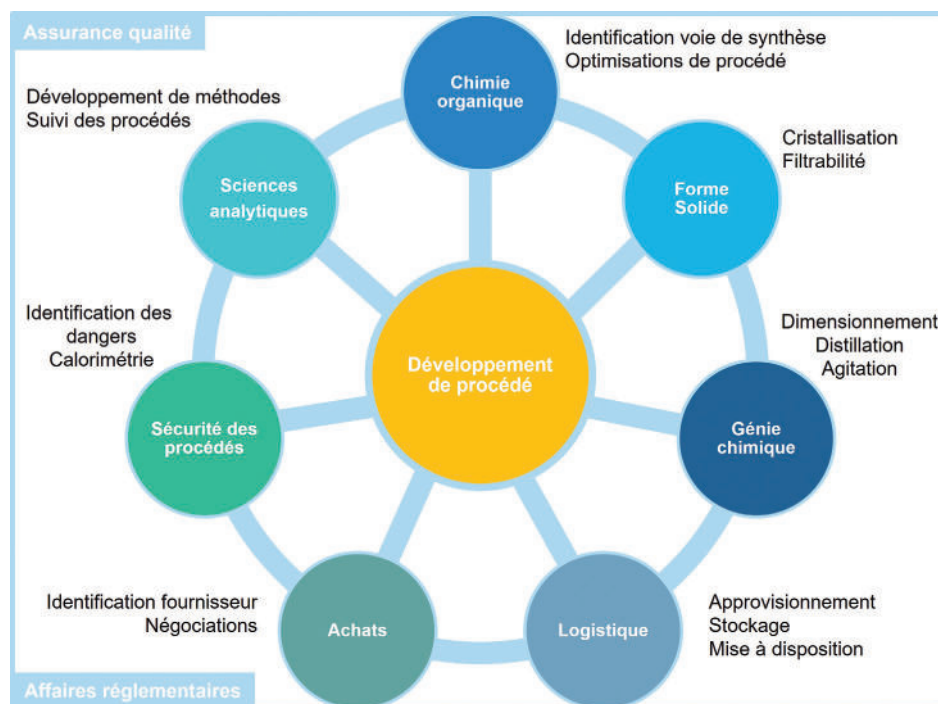 Assurance qualité
Identification voie de synthèse
Optimisations de procédé
Chimie
organique
Développement de méthodes
Suivi des procédés
Sciences
analytiques
Cristallisation
Filtrabilité
Forme
Solide
Identification des
dangers
Calorimétrie
Dimensionnement
Distillation
Agitation
Développement
de procédé
Sécurité des
procédés
Génie
chimique
Identification fournisseur
Négociations
Achats
Logistique
Approvisionnement
Stockage
Mise à disposition
Affaires réglementaires